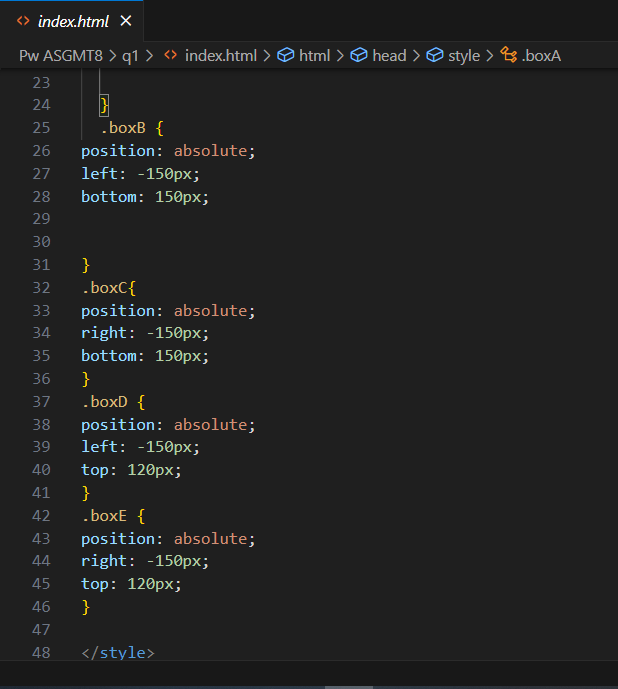 <> index.html ×
Pw ASGMT8 > q1 > <> index.html > html > head > style > .boxA
23
24 }
25 .boxB {
26 position: absolute;
27 left: -150px;
28 bottom: 150px;
29
30
31 }
32 .boxC{
33 position: absolute;
34 right: -150px;
35 bottom: 150px;
36 }
37 .boxD {
38 position: absolute;
39 left: -150px;
40 top: 120px;
41 }
42 .boxE {
43 position: absolute;
44 right: -150px;
45 top: 120px;
46 }
47
48 </style>